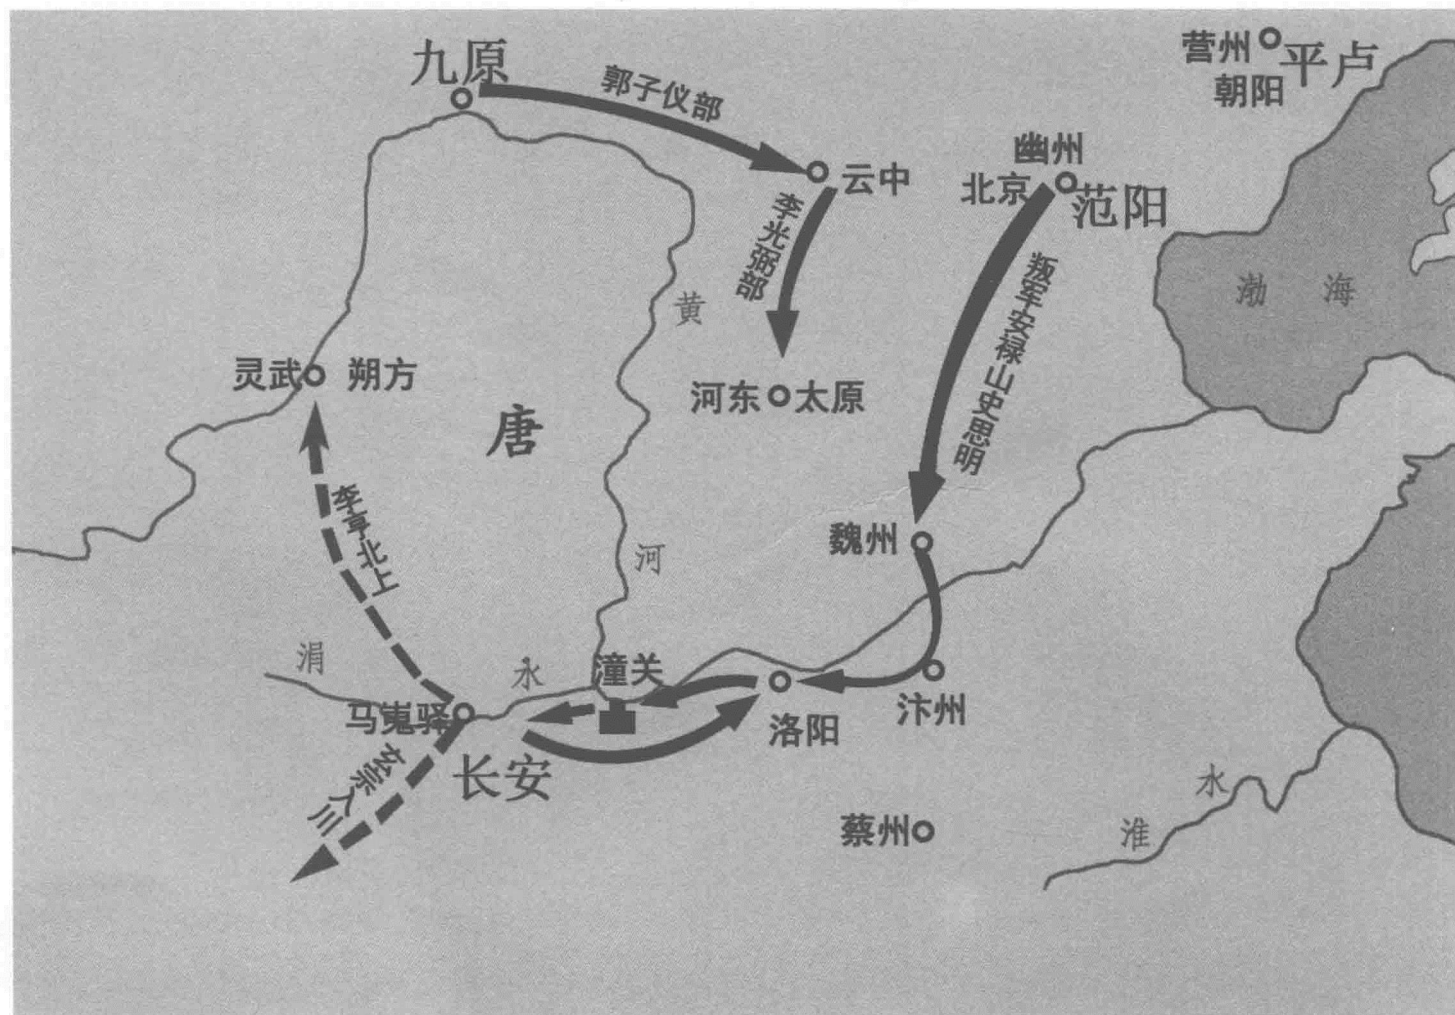 九原
郭子仪部
营州
平卢
朝阳
云中
幽州
北京
范阳
李光弼部
叛军安禄山史思明
黄
渤海
灵武
朔方
河东
太原
唐
李亨北上
魏州
河
涓
水
潼关
马嵬驿
洛阳
汴州
长安
玄宗入川
蔡州
水
淮